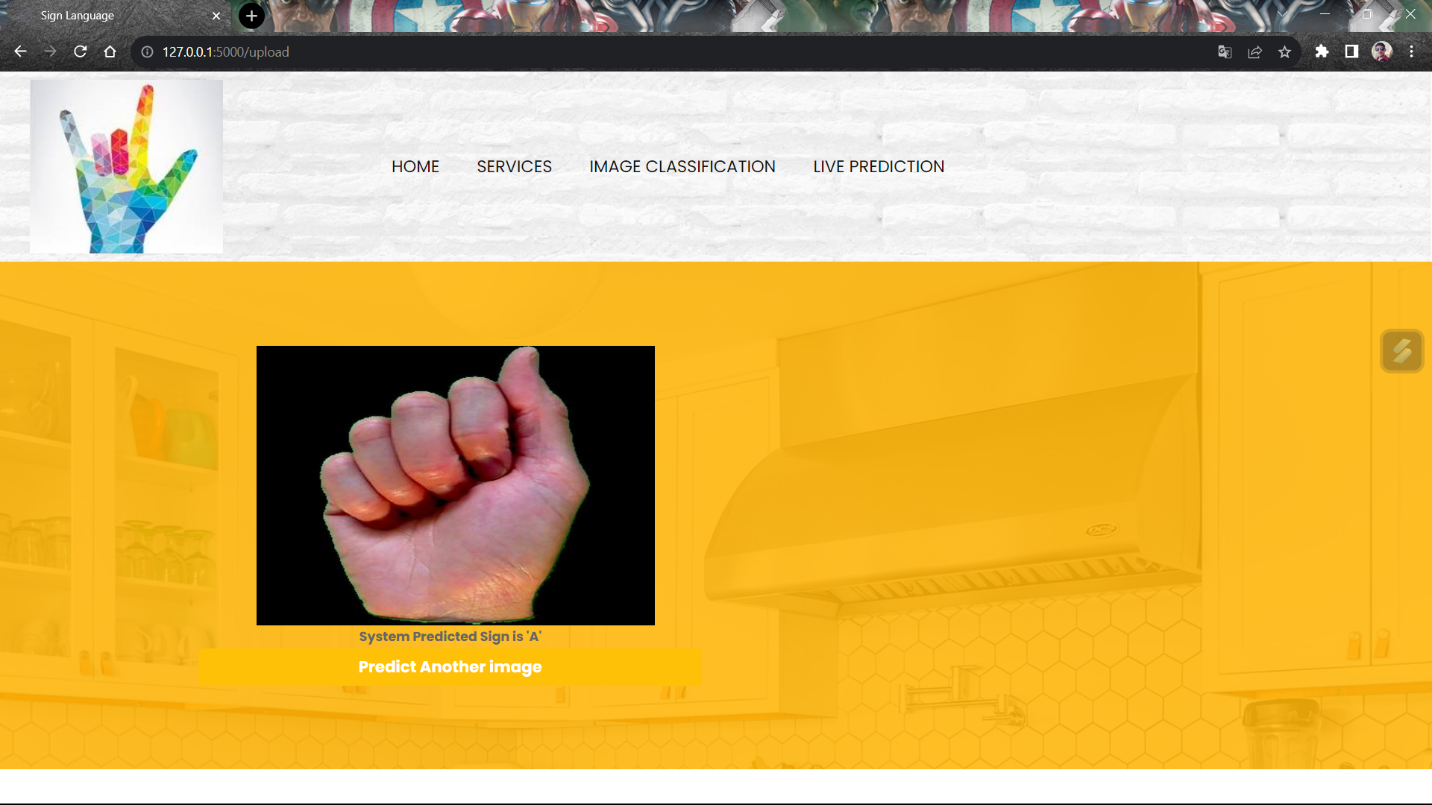 Sign Language
127.0.0.1:5000/upload
HOME SERVICES IMAGE CLASSIFICATION LIVE PREDICTION
System Predicted Sign is 'A'
Predict Another image